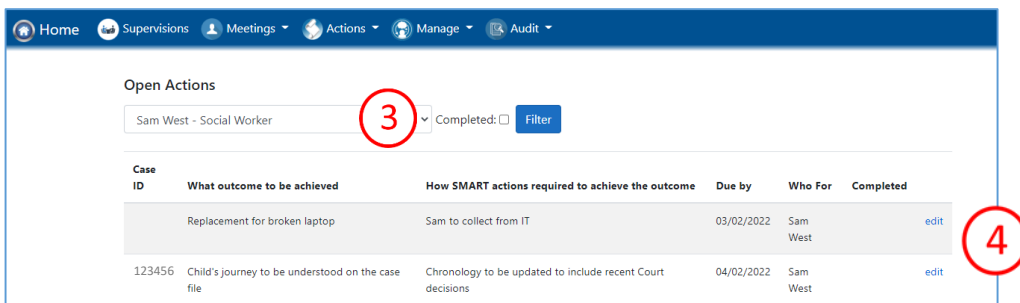 Home Supervisions Meetings Actions Manage Audit
Open Actions
Sam West - Social Worker 3 Completed: Filter
Case
ID What outcome to be achieved How SMART actions required to achieve the outcome Due by Who For Completed
Replacement for broken laptop Sam to collect from IT 03/02/2022 Sam edit
West
4
123456 Child's journey to be understood on the case Chronology to be updated to include recent Court 04/02/2022 Sam edit
file decisions West